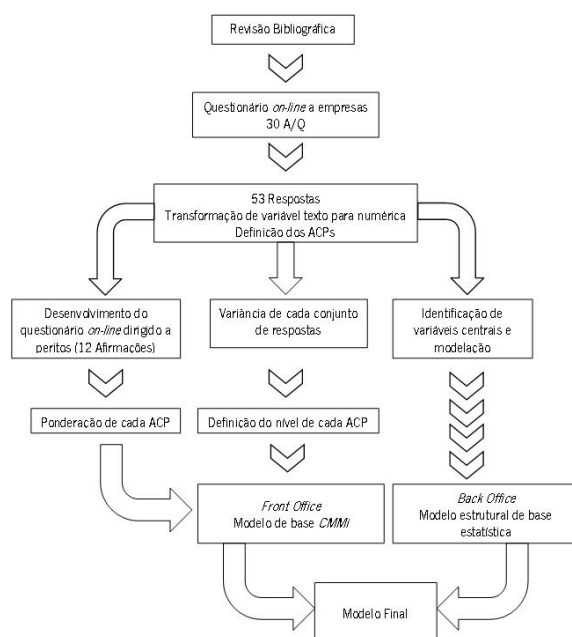 Revisão Bibliográfica
Questionário on-line a empresas
30 A/Q
53 Respostas
Transformação de variável texto para numérica
Definição dos ACPs
Desenvolvimento do
questionário on-line dirigido a
peritos (12 Afirmações)
Variância de cada conjunto
de respostas
Identificação de
variáveis centrais e
modelação
Ponderação de cada ACP
Definição do nível de cada ACP
Front Office
Modelo de base CMMi
Back Office
Modelo estrutural de base
estatística
Modelo Final